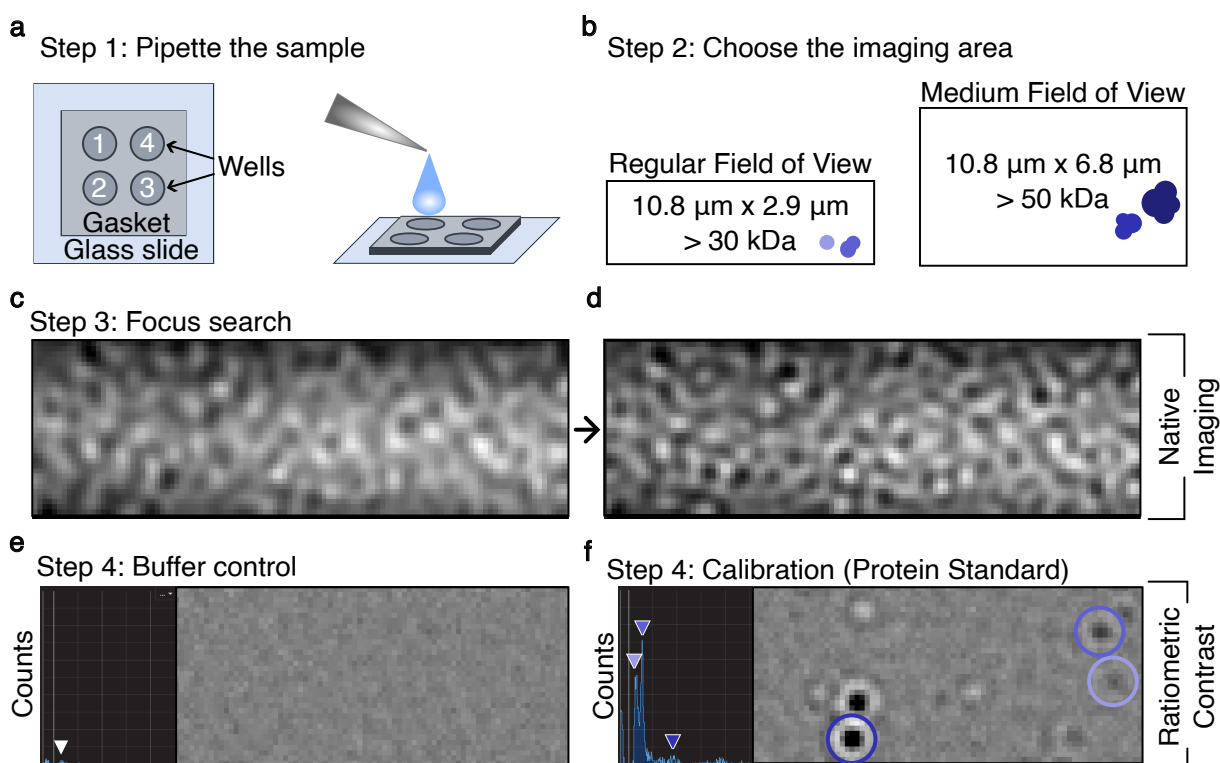 a
Step 1: Pipette the sample
1
4
2
3
Wells
Gasket
Glass slide
b
Step 2: Choose the imaging area
Regular Field of View
10.8 µm x 2.9 µm
> 30 kDa
Medium Field of View
10.8 µm x 6.8 µm
> 50 kDa
c
Step 3: Focus search
d
Native
Imaging
e
Step 4: Buffer control
Counts
f
Step 4: Calibration (Protein Standard)
Counts
Ratiometric
Contrast